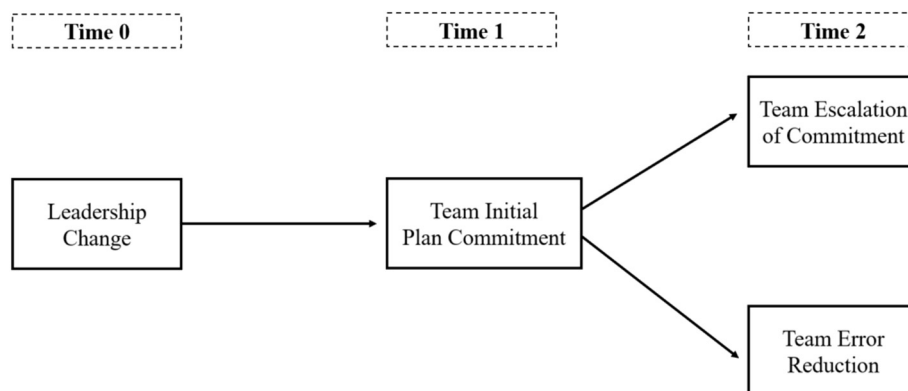 Time 0
Time 1
Time 2
Team Escalation
of Commitment
Leadership
Change
Team Initial
Plan Commitment
Team Error
Reduction